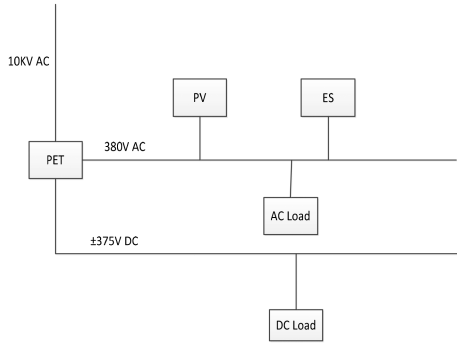 10KV AC
PV
ES
380V AC
PET
AC Load
±375V DC
DC Load